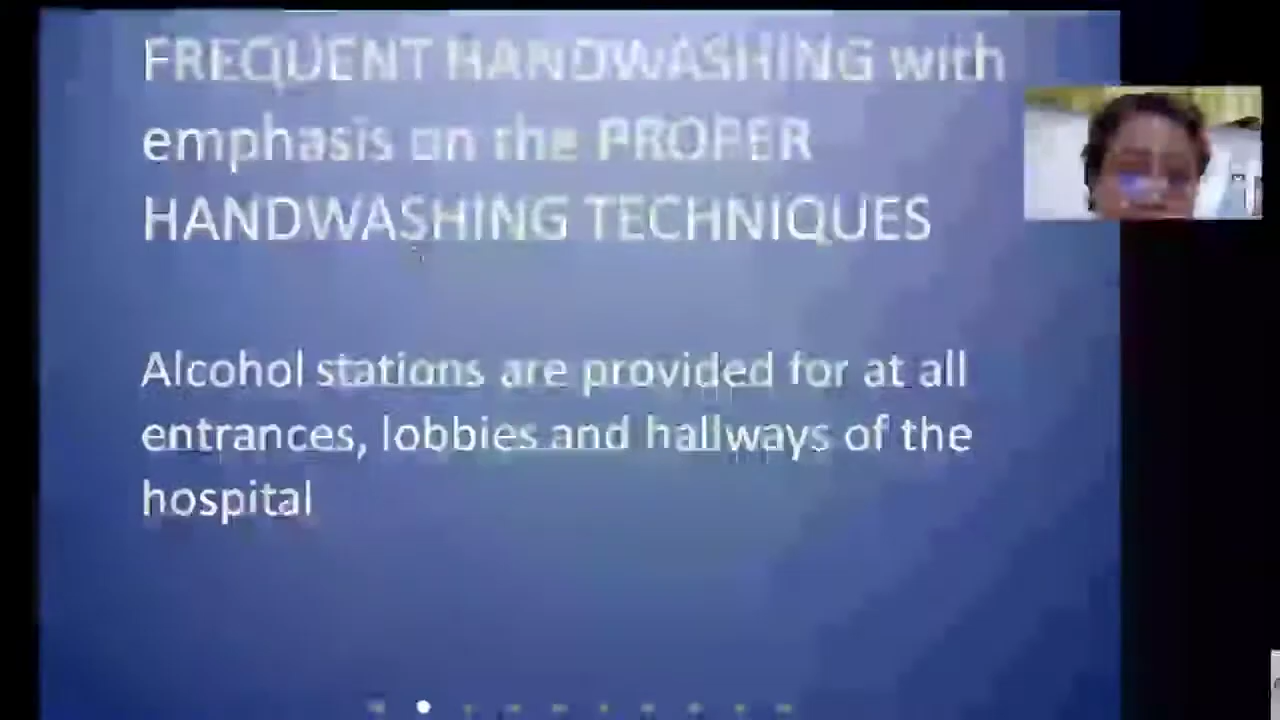 FREQUENT HANDWASHING with
emphasis on the PROPER
HANDWASHING TECHNIQUES
Alcohol stations are provided for at all
entrances, lobbies and hallways of the
hospital